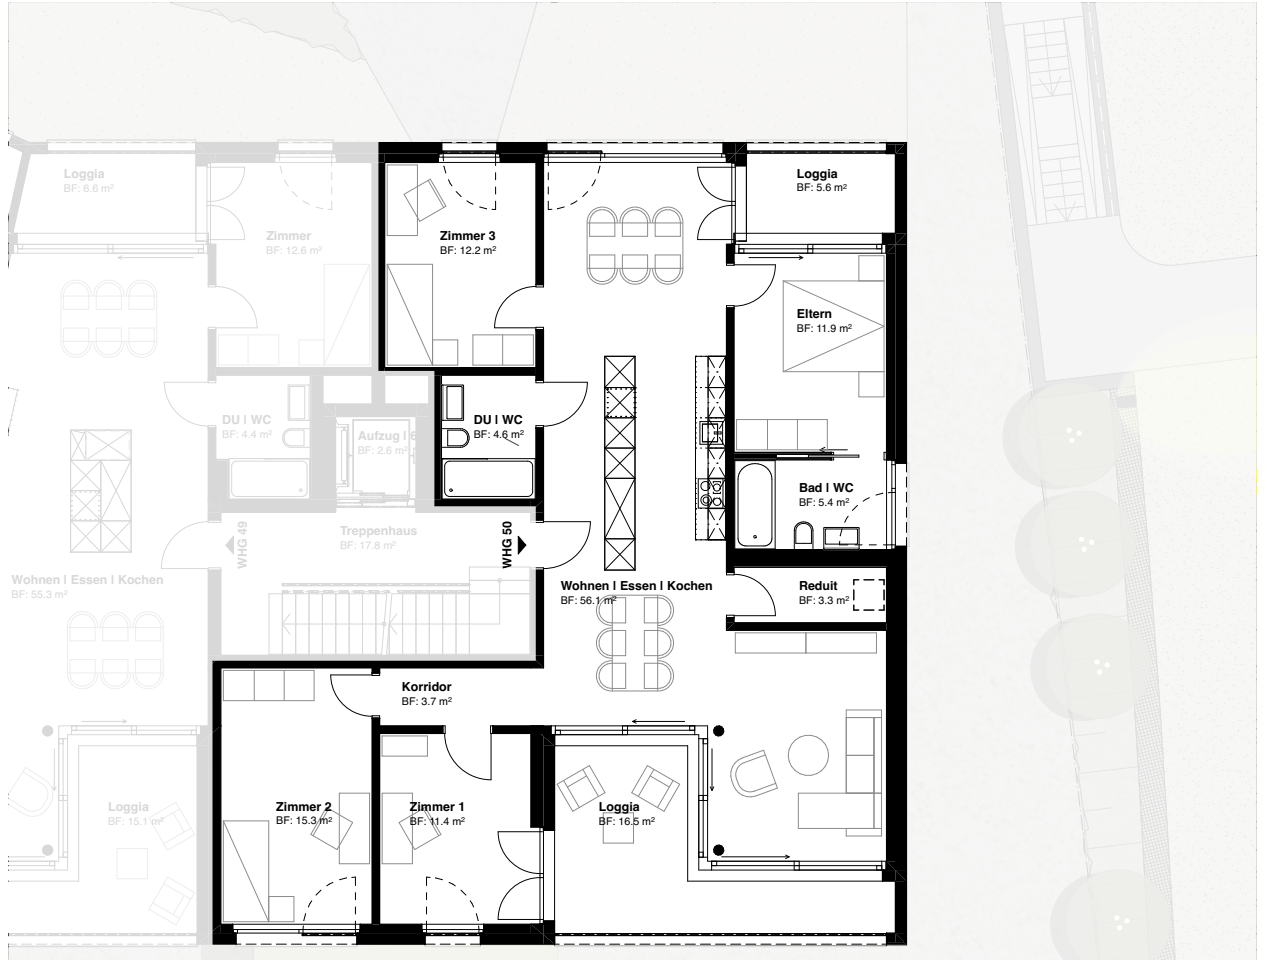 Loggia
BF: 6.6 m²
Zimmer
BF: 12.6 m²
Zimmer 3
BF: 12.2 m²
Loggia
BF: 5.6 m²
Eltern
BF: 11.9 m²
DU | WC
BF: 4.4 m²
Aufzug | 6
BF: 2.6 m²
DU | WC
BF: 4.6 m²
Bad | WC
BF: 5.4 m²
WHG 49
Treppenhaus
BF: 17.8 m²
WHG 50
Wohnen | Essen | Kochen
BF: 55.3 m²
Wohnen | Essen | Kochen
BF: 56.1 m²
Reduit
BF: 3.3 m²
Korridor
BF: 3.7 m²
Loggia
BF: 15.1 m²
Zimmer 2
BF: 15.3 m²
Zimmer 1
BF: 11.4 m²
Loggia
BF: 16.5 m²